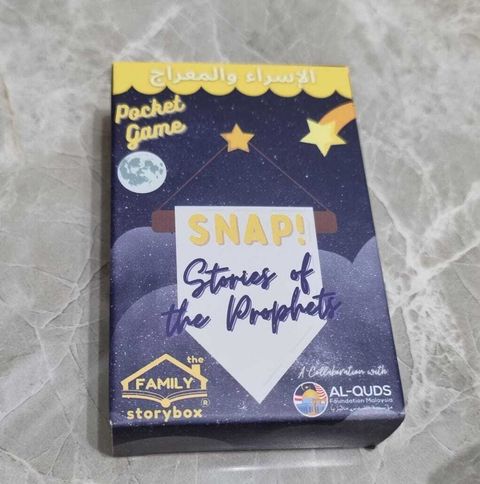 الإسراء والمعراج
Pocket
Game
SNAP!
Stories of
the Prophets
the
FAMILY
storybox
®
A Collaboration with
AL-QUDS
Foundation Malaysia